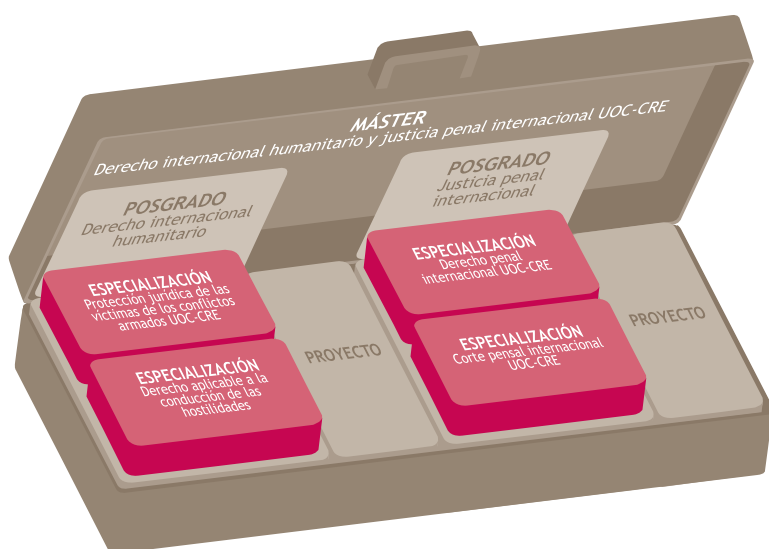 MÁSTER
Derecho internacional humanitario y justicia penal internacional UOC-CRE
POSGRADO
Derecho internacional
humanitario
POSGRADO
Justicia penal
internacional
ESPECIALIZACIÓN
Protección jurídica de las
víctimas de los conflictos
armados UOC-CRE
ESPECIALIZACIÓN
Derecho aplicable a la
conducción de las
hostilidades
PROYECTO
ESPECIALIZACIÓN
Derecho penal
internacional UOC-CRE
ESPECIALIZACIÓN
Corte pensal internacional
UOC-CRE
PROYECTO